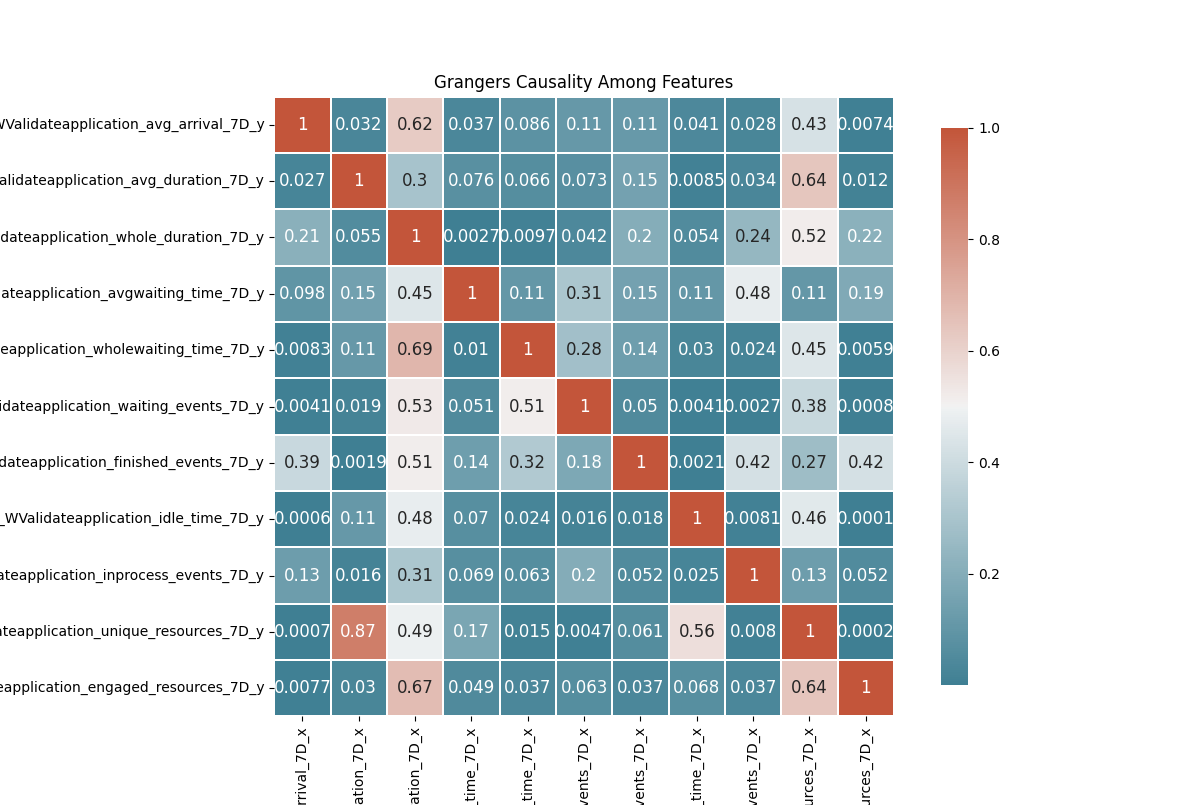 Grangers Causality Among Features
WValidateapplication_avg_arrival_7D_y 1 0.032 0.62 0.037 0.086 0.11 0.11 0.041 0.028 0.43 0.0074
alidateapplication_avg_duration_7D_y 0.027 1 0.3 0.076 0.066 0.073 0.15 0.0085 0.034 0.64 0.012
dateapplication_whole_duration_7D_y 0.21 0.055 1 0.0027 0.0097 0.042 0.2 0.054 0.24 0.52 0.22
ateapplication_avgwaiting_time_7D_y 0.098 0.15 0.45 1 0.11 0.31 0.15 0.11 0.48 0.11 0.19
eapplication_wholewaiting_time_7D_y 0.0083 0.11 0.69 0.01 1 0.28 0.14 0.03 0.024 0.45 0.0059
idateapplication_waiting_events_7D_y 0.0041 0.019 0.53 0.051 0.51 1 0.05 0.0041 0.0027 0.38 0.0008
dateapplication_finished_events_7D_y 0.39 0.0019 0.51 0.14 0.32 0.18 1 0.0021 0.42 0.27 0.42
_WValidateapplication_idle_time_7D_y 0.0006 0.11 0.48 0.07 0.024 0.016 0.018 1 0.0081 0.46 0.0001
ateapplication_inprocess_events_7D_y 0.13 0.016 0.31 0.069 0.063 0.2 0.052 0.025 1 0.13 0.052
ateapplication_unique_resources_7D_y 0.0007 0.87 0.49 0.17 0.015 0.0047 0.061 0.56 0.008 1 0.0002
eapplication_engaged_resources_7D_y 0.0077 0.03 0.67 0.049 0.037 0.063 0.037 0.068 0.037 0.64 1
rrival_7D_x
ation_7D_x
ation_7D_x
_time_7D_x
_time_7D_x
vents_7D_x
vents_7D_x
_time_7D_x
vents_7D_x
urces_7D_x
urces_7D_x
1.0
0.8
0.6
0.4
0.2